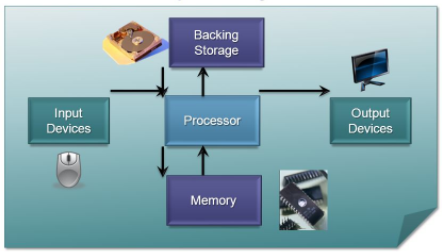 Backing
Storage
Input
Devices
Processor
Output
Devices
Memory